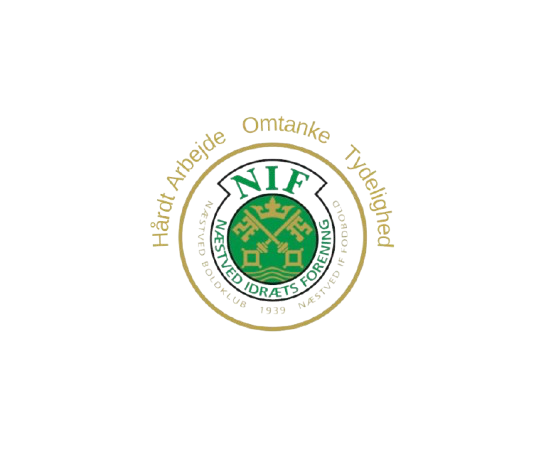 Hårdt Arbejde Omtanke Tydelighed
NIF
NÆSTVED IDRÆTS FORENING
NÆSTVED BOLDKLUB 1939 NÆSTVED IF FODBOLD